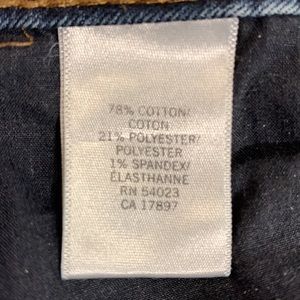 78% COTTON/
COTON
21% POLYESTER/
POLYESTER
1% SPANDEX/
ÉLASTHANNE
RN 54023
CA 17897